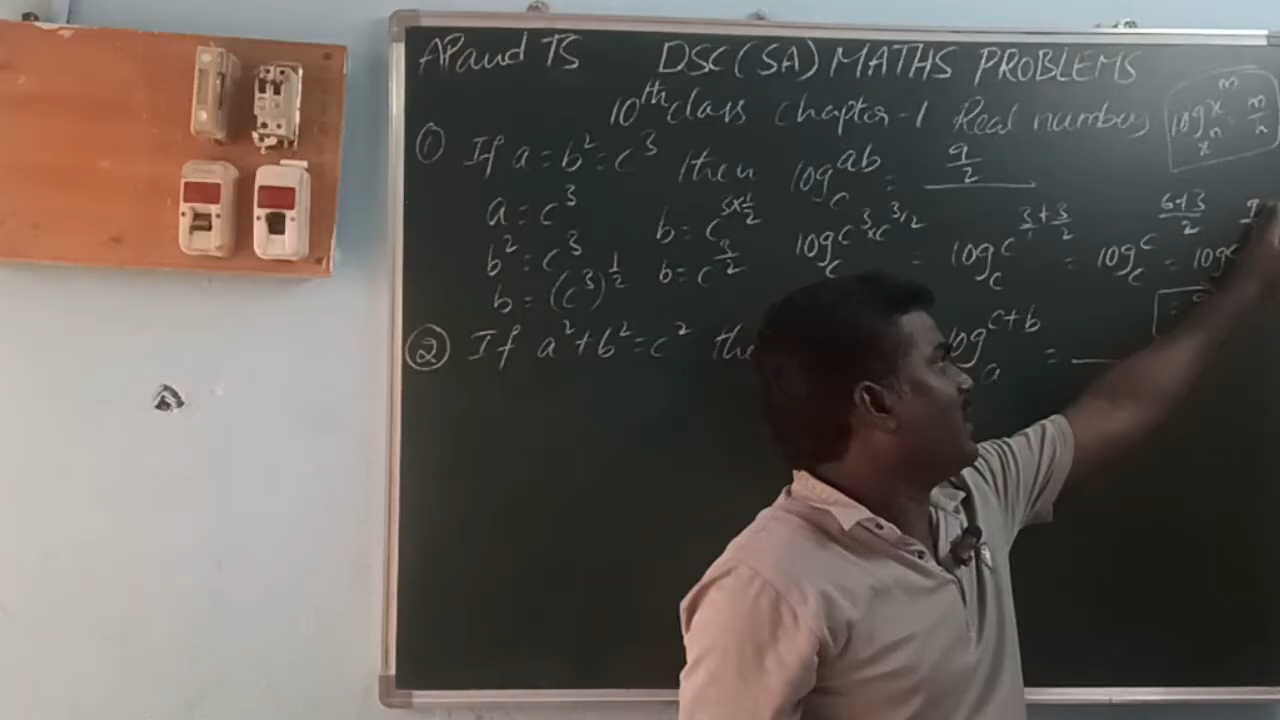 AP and TS DSC (SA) MATHS PROBLEMS
10th class chapter-1 Real numbers
log_{x^n} x^m = m/n
① If a = b² = c³ then log_c ab = 9/2
a = c³
b² = c³
b = (c³)^{1/2}
b = c^{3×1/2}
b = c^{3/2}
log_c c³×c^{3/2} = log_c c^{3/1 + 3/2} = log_c c^{(6+3)/2} = log
② If a² + b² = c² the log_a c+b = ___